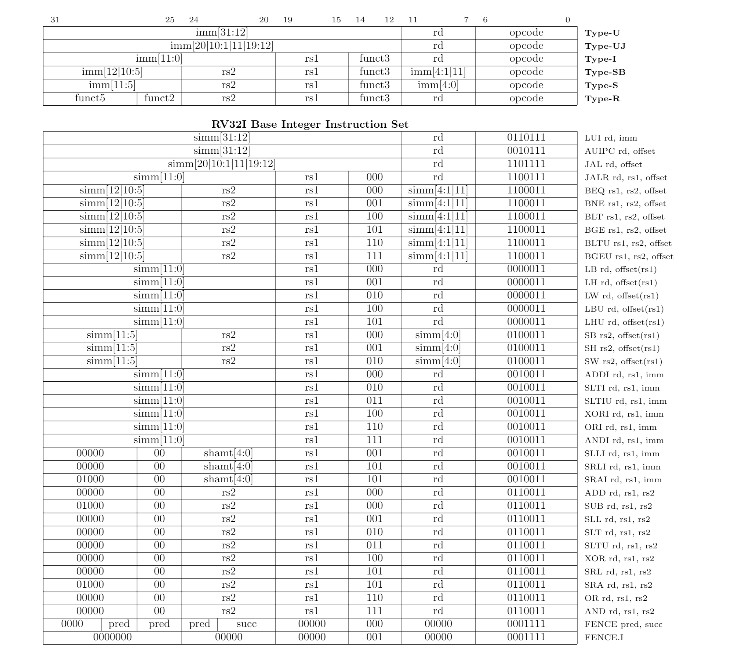 31 25 24 20 19 15 14 12 11 7 6 0
imm[31:12] rd opcode Type-U
imm[20|10:1|11|19:12] rd opcode Type-UJ
imm[11:0] rs1 funct3 rd opcode Type-I
imm[12|10:5] rs2 rs1 funct3 imm[4:1|11] opcode Type-SB
imm[11:5] rs2 rs1 funct3 imm[4:0] opcode Type-S
funct5 funct2 rs2 rs1 funct3 rd opcode Type-R
RV32I Base Integer Instruction Set
simm[31:12] rd 0110111 LUI rd, imm
simm[31:12] rd 0010111 AUIPC rd, offset
simm[20|10:1|11|19:12] rd 1101111 JAL rd, offset
simm[11:0] rs1 000 rd 1100111 JALR rd, rs1, offset
simm[12|10:5] rs2 rs1 000 simm[4:1|11] 1100011 BEQ rs1, rs2, offset
simm[12|10:5] rs2 rs1 001 simm[4:1|11] 1100011 BNE rs1, rs2, offset
simm[12|10:5] rs2 rs1 100 simm[4:1|11] 1100011 BLT rs1, rs2, offset
simm[12|10:5] rs2 rs1 101 simm[4:1|11] 1100011 BGE rs1, rs2, offset
simm[12|10:5] rs2 rs1 110 simm[4:1|11] 1100011 BLTU rs1, rs2, offset
simm[12|10:5] rs2 rs1 111 simm[4:1|11] 1100011 BGEU rs1, rs2, offset
simm[11:0] rs1 000 rd 0000011 LB rd, offset(rs1)
simm[11:0] rs1 001 rd 0000011 LH rd, offset(rs1)
simm[11:0] rs1 010 rd 0000011 LW rd, offset(rs1)
simm[11:0] rs1 100 rd 0000011 LBU rd, offset(rs1)
simm[11:0] rs1 101 rd 0000011 LHU rd, offset(rs1)
simm[11:5] rs2 rs1 000 simm[4:0] 0100011 SB rs2, offset(rs1)
simm[11:5] rs2 rs1 001 simm[4:0] 0100011 SH rs2, offset(rs1)
simm[11:5] rs2 rs1 010 simm[4:0] 0100011 SW rs2, offset(rs1)
simm[11:0] rs1 000 rd 0010011 ADDI rd, rs1, imm
simm[11:0] rs1 010 rd 0010011 SLTI rd, rs1, imm
simm[11:0] rs1 011 rd 0010011 SLTIU rd, rs1, imm
simm[11:0] rs1 100 rd 0010011 XORI rd, rs1, imm
simm[11:0] rs1 110 rd 0010011 ORI rd, rs1, imm
simm[11:0] rs1 111 rd 0010011 ANDI rd, rs1, imm
00000 00 shamt[4:0] rs1 001 rd 0010011 SLLI rd, rs1, imm
00000 00 shamt[4:0] rs1 101 rd 0010011 SRLI rd, rs1, imm
01000 00 shamt[4:0] rs1 101 rd 0010011 SRAI rd, rs1, imm
00000 00 rs2 rs1 000 rd 0110011 ADD rd, rs1, rs2
01000 00 rs2 rs1 000 rd 0110011 SUB rd, rs1, rs2
00000 00 rs2 rs1 001 rd 0110011 SLL rd, rs1, rs2
00000 00 rs2 rs1 010 rd 0110011 SLT rd, rs1, rs2
00000 00 rs2 rs1 011 rd 0110011 SLTU rd, rs1, rs2
00000 00 rs2 rs1 100 rd 0110011 XOR rd, rs1, rs2
00000 00 rs2 rs1 101 rd 0110011 SRL rd, rs1, rs2
01000 00 rs2 rs1 101 rd 0110011 SRA rd, rs1, rs2
00000 00 rs2 rs1 110 rd 0110011 OR rd, rs1, rs2
00000 00 rs2 rs1 111 rd 0110011 AND rd, rs1, rs2
0000 pred pred pred succ 00000 000 00000 0001111 FENCE pred, succ
0000000 00000 00000 001 00000 0001111 FENCE.I